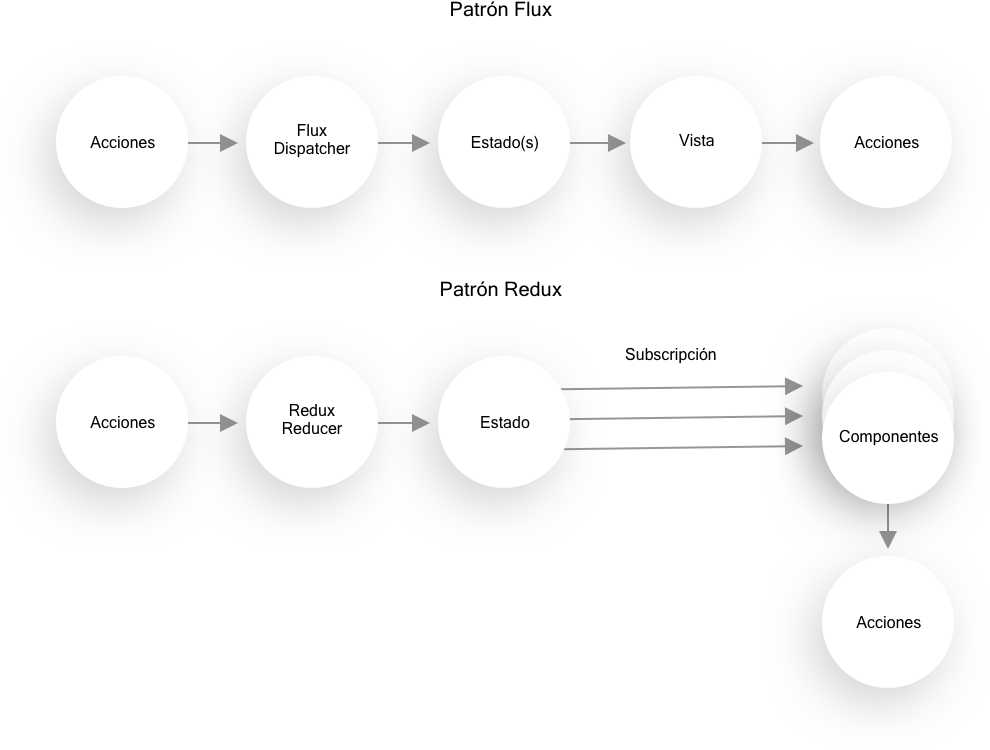 Patrón Flux
Acciones
Flux
Dispatcher
Estado(s)
Vista
Acciones
Patrón Redux
Subscripción
Acciones
Redux
Reducer
Estado
Componentes
Acciones